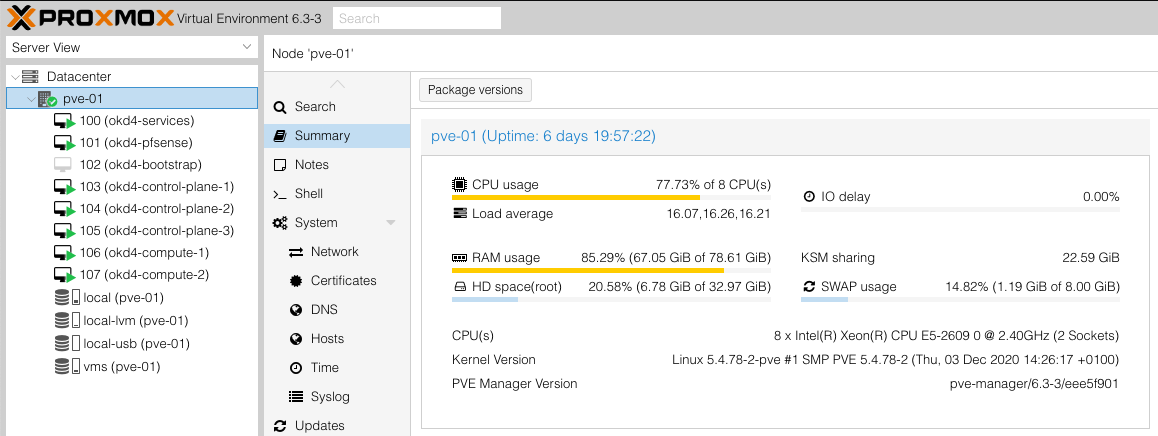 PROXMOX Virtual Environment 6.3-3 Search
Server View
Datacenter
pve-01
100 (okd4-services)
101 (okd4-pfsense)
102 (okd4-bootstrap)
103 (okd4-control-plane-1)
104 (okd4-control-plane-2)
105 (okd4-control-plane-3)
106 (okd4-compute-1)
107 (okd4-compute-2)
local (pve-01)
local-lvm (pve-01)
local-usb (pve-01)
vms (pve-01)
Node 'pve-01'
Search
Summary
Notes
Shell
System
Network
Certificates
DNS
Hosts
Time
Syslog
Updates
Package versions
pve-01 (Uptime: 6 days 19:57:22)
CPU usage 77.73% of 8 CPU(s)
IO delay 0.00%
Load average 16.07,16.26,16.21
RAM usage 85.29% (67.05 GiB of 78.61 GiB)
KSM sharing 22.59 GiB
HD space(root) 20.58% (6.78 GiB of 32.97 GiB)
SWAP usage 14.82% (1.19 GiB of 8.00 GiB)
CPU(s) 8 x Intel(R) Xeon(R) CPU E5-2609 0 @ 2.40GHz (2 Sockets)
Kernel Version Linux 5.4.78-2-pve #1 SMP PVE 5.4.78-2 (Thu, 03 Dec 2020 14:26:17 +0100)
PVE Manager Version pve-manager/6.3-3/eee5f901